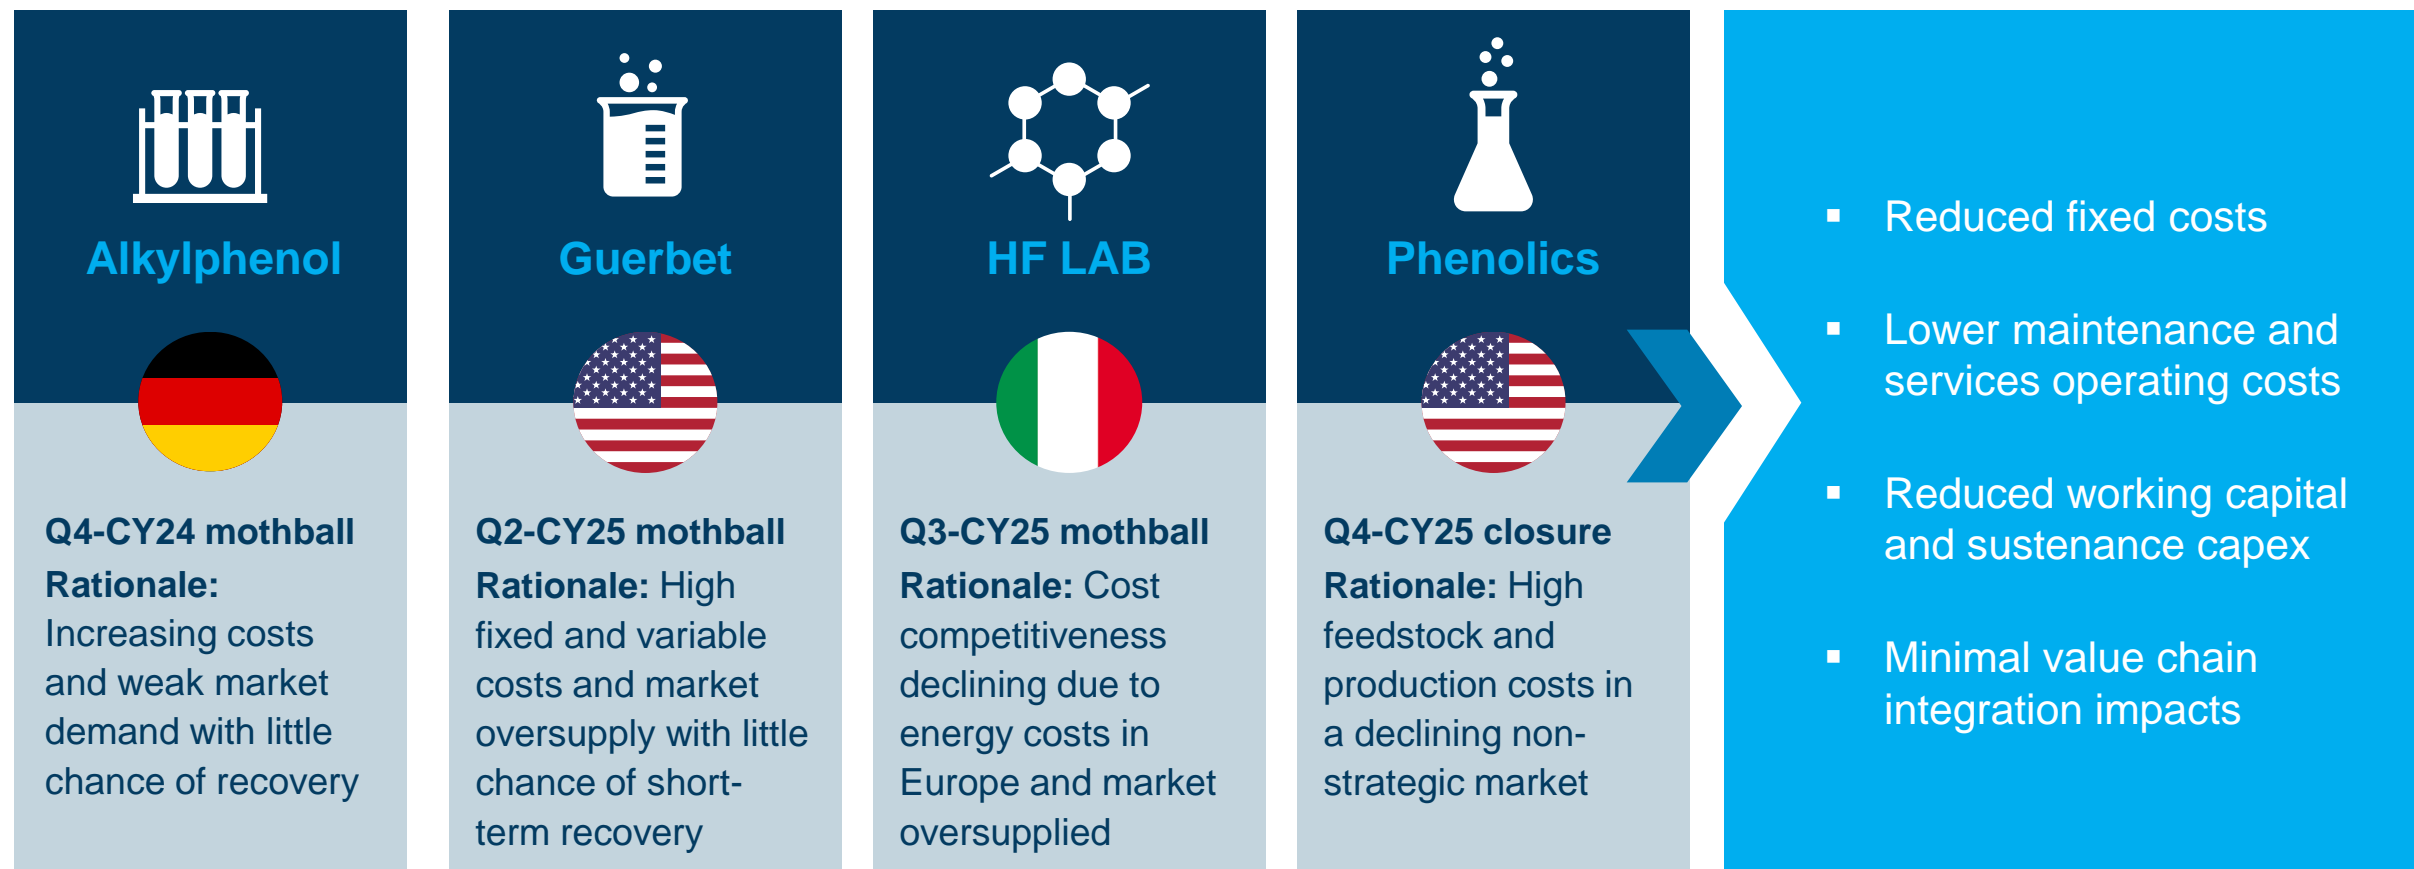 Alkylphenol
Q4-CY24 mothball
Rationale:
Increasing costs
and weak market
demand with little
chance of recovery
Guerbet
Q2-CY25 mothball
Rationale: High
fixed and variable
costs and market
oversupply with little
chance of short-
term recovery
HF LAB
Q3-CY25 mothball
Rationale: Cost
competitiveness
declining due to
energy costs in
Europe and market
oversupplied
Phenolics
Q4-CY25 closure
Rationale: High
feedstock and
production costs in
a declining non-
strategic market
▪ Reduced fixed costs
▪ Lower maintenance and
services operating costs
▪ Reduced working capital
and sustenance capex
▪ Minimal value chain
integration impacts